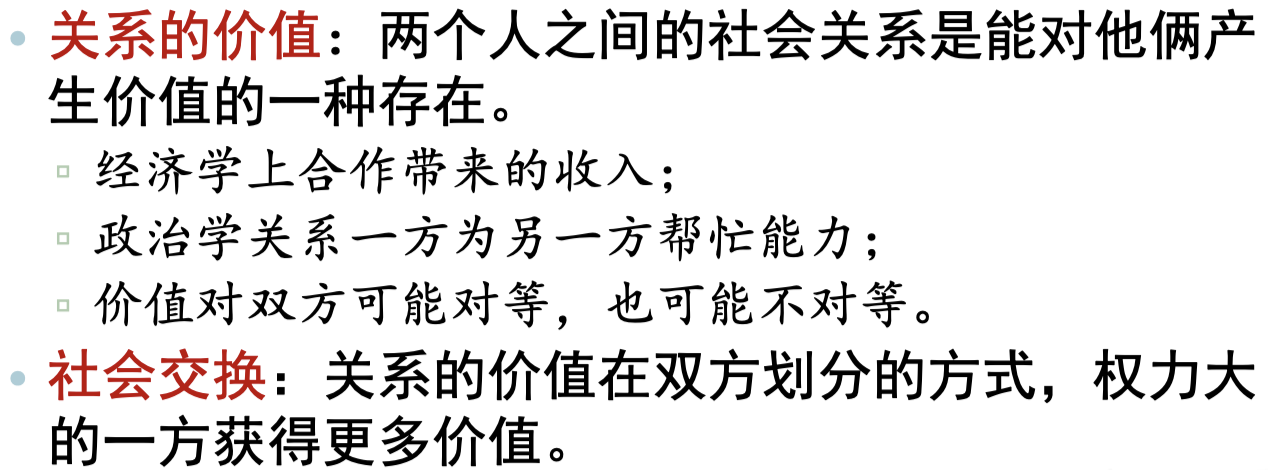 • 关系的价值：两个人之间的社会关系是能对他俩产
生价值的一种存在。
▫ 经济学上合作带来的收入；
▫ 政治学关系一方为另一方帮忙能力；
▫ 价值对双方可能对等，也可能不对等。
• 社会交换：关系的价值在双方划分的方式，权力大
的一方获得更多价值。